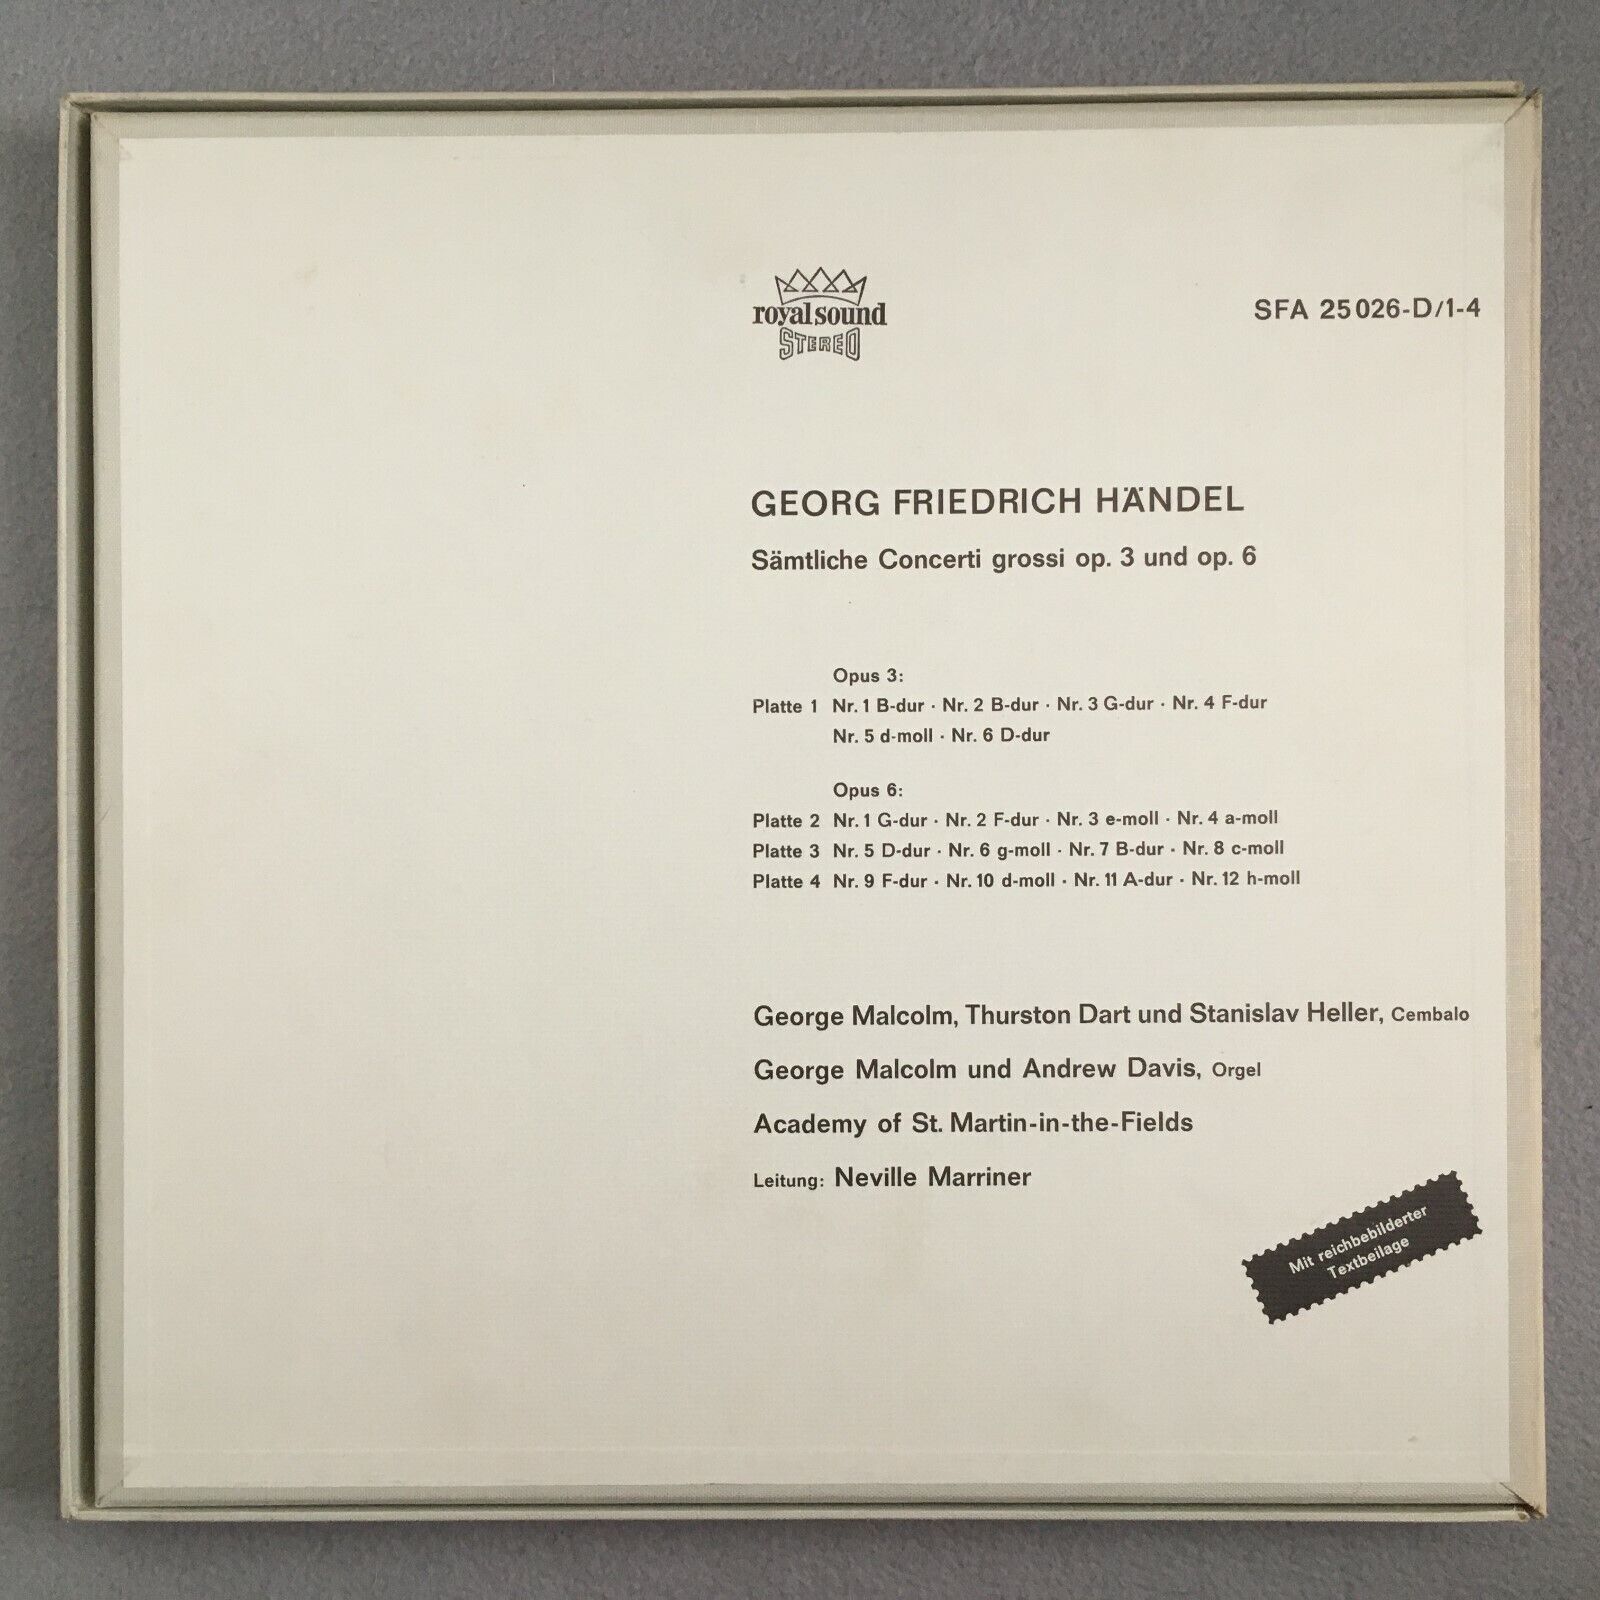 royal sound
STEREO
SFA 25026-D/1-4
GEORG FRIEDRICH HÄNDEL
Sämtliche Concerti grossi op. 3 und op. 6
Opus 3:
Platte 1 Nr. 1 B-dur · Nr. 2 B-dur · Nr. 3 G-dur · Nr. 4 F-dur
Nr. 5 d-moll · Nr. 6 D-dur
Opus 6:
Platte 2 Nr. 1 G-dur · Nr. 2 F-dur · Nr. 3 e-moll · Nr. 4 a-moll
Platte 3 Nr. 5 D-dur · Nr. 6 g-moll · Nr. 7 B-dur · Nr. 8 c-moll
Platte 4 Nr. 9 F-dur · Nr. 10 d-moll · Nr. 11 A-dur · Nr. 12 h-moll
George Malcolm, Thurston Dart und Stanislav Heller, Cembalo
George Malcolm und Andrew Davis, Orgel
Academy of St. Martin-in-the-Fields
Leitung: Neville Marriner
Mit reichbebilderter
Textbeilage